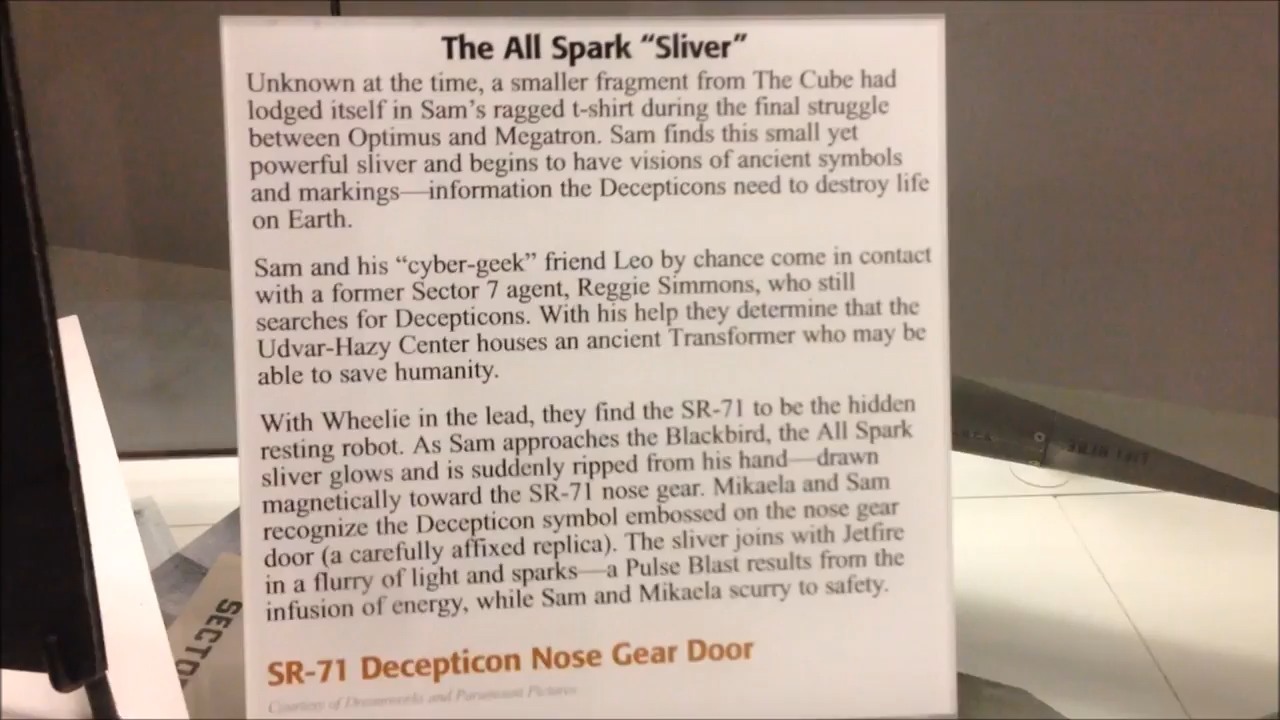 The All Spark “Sliver”
Unknown at the time, a smaller fragment from The Cube had
lodged itself in Sam’s ragged t-shirt during the final struggle
between Optimus and Megatron. Sam finds this small yet
powerful sliver and begins to have visions of ancient symbols
and markings—information the Decepticons need to destroy life
on Earth.
Sam and his “cyber-geek” friend Leo by chance come in contact
with a former Sector 7 agent, Reggie Simmons, who still
searches for Decepticons. With his help they determine that the
Udvar-Hazy Center houses an ancient Transformer who may be
able to save humanity.
With Wheelie in the lead, they find the SR-71 to be the hidden
resting robot. As Sam approaches the Blackbird, the All Spark
sliver glows and is suddenly ripped from his hand—drawn
magnetically toward the SR-71 nose gear. Mikaela and Sam
recognize the Decepticon symbol embossed on the nose gear
door (a carefully affixed replica). The sliver joins with Jetfire
in a flurry of light and sparks—a Pulse Blast results from the
infusion of energy, while Sam and Mikaela scurry to safety.
SR-71 Decepticon Nose Gear Door
Courtesy of Dreamworks and Paramount Pictures
SECTO